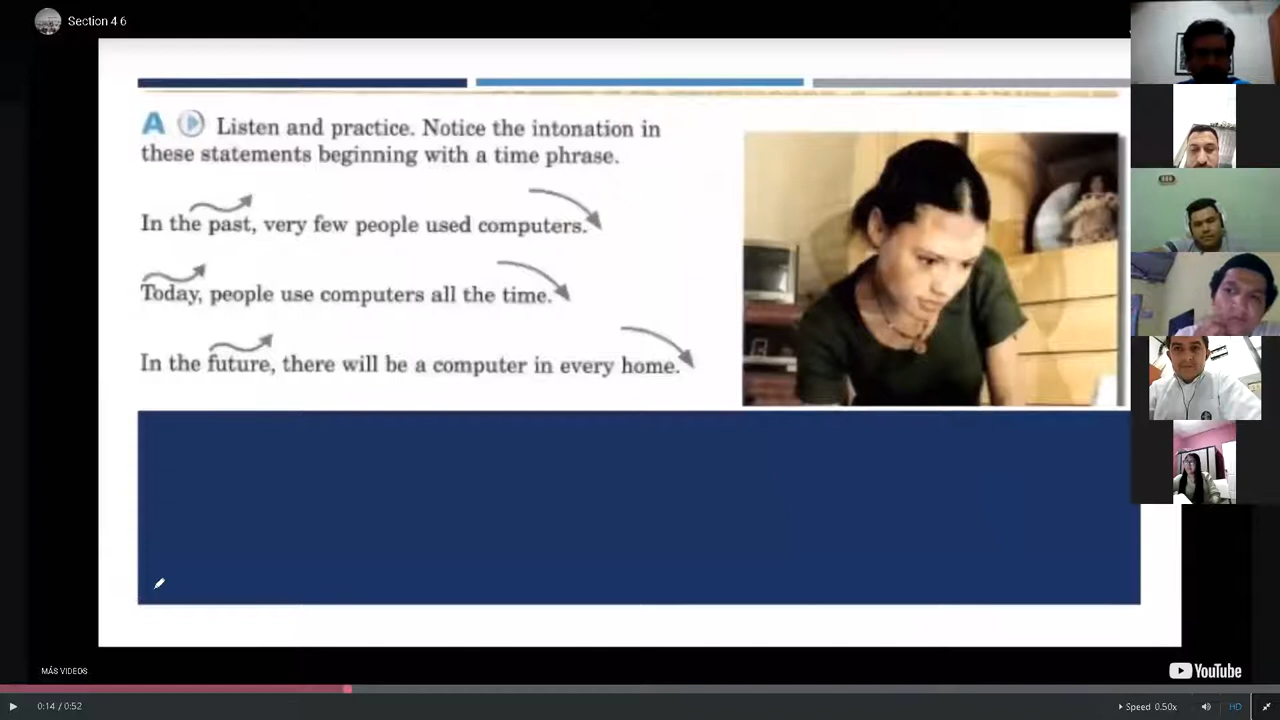 Section 4 6
A Listen and practice. Notice the intonation in
these statements beginning with a time phrase.
In the past, very few people used computers.
Today, people use computers all the time.
In the future, there will be a computer in every home.
MÁS VIDEOS
YouTube
0:14 / 0:52
Speed 0.50x
HD